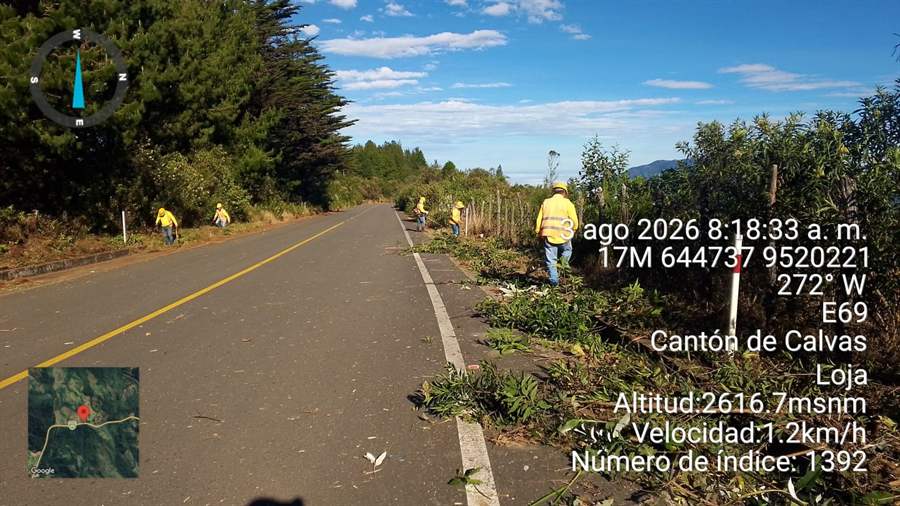 W
S
N
E
3 ago 2026 8:18:33 a. m.
17M 644737 9520221
272° W
E69
Cantón de Calvas
Loja
Altitud:2616.7msnm
Velocidad:1.2km/h
Número de índice: 1392
Google